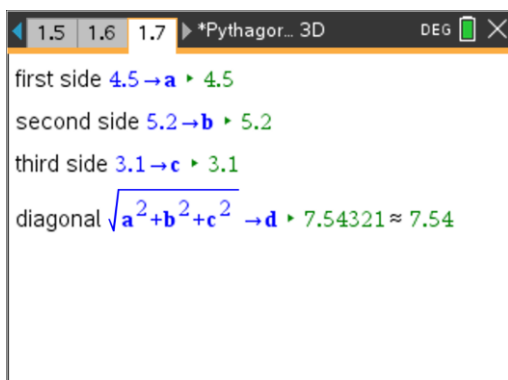 1.5 1.6 1.7 *Pythagor... 3D DEG
first side 4.5→a ▸ 4.5
second side 5.2→b ▸ 5.2
third side 3.1→c ▸ 3.1
diagonal √a²+b²+c² →d ▸ 7.54321≈ 7.54